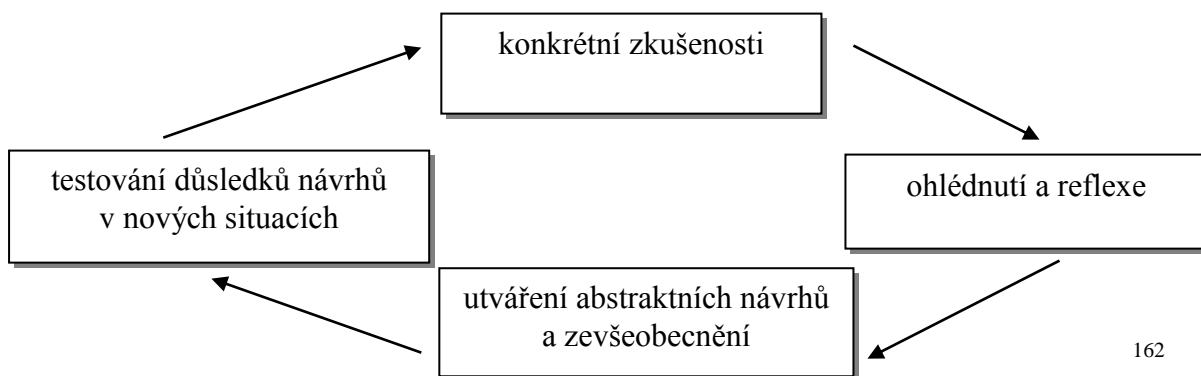 konkrétní zkušenosti
testování důsledků návrhů
v nových situacích
ohlédnutí a reflexe
utváření abstraktních návrhů
a zevšeobecnění
162